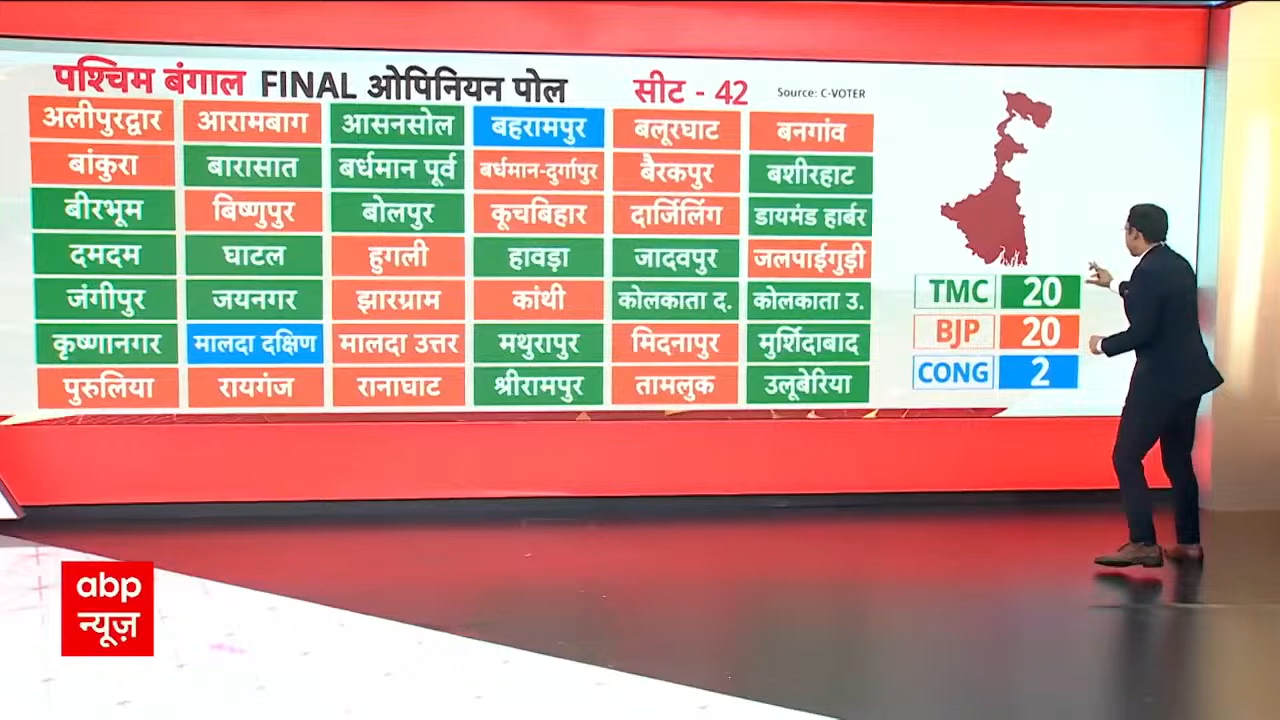 पश्चिम बंगाल FINAL ओपिनियन पोल सीट - 42 Source: C-VOTER
अलीपुरद्वार आरामबाग आसनसोल बहरामपुर बलूरघाट बनगांव
बांकुरा बारासात बर्धमान पूर्व बर्धमान-दुर्गापुर बैरकपुर बशीरहाट
बीरभूम बिष्णुपुर बोलपुर कूचबिहार दार्जिलिंग डायमंड हार्बर
दमदम घाटल हुगली हावड़ा जादवपुर जलपाईगुड़ी
जंगीपुर जयनगर झारग्राम कांथी कोलकाता द. कोलकाता उ.
कृष्णानगर मालदा दक्षिण मालदा उत्तर मथुरापुर मिदनापुर मुर्शिदाबाद
पुरुलिया रायगंज रानाघाट श्रीरामपुर तामलुक उलूबेरिया
TMC 20
BJP 20
CONG 2
abp
न्यूज़